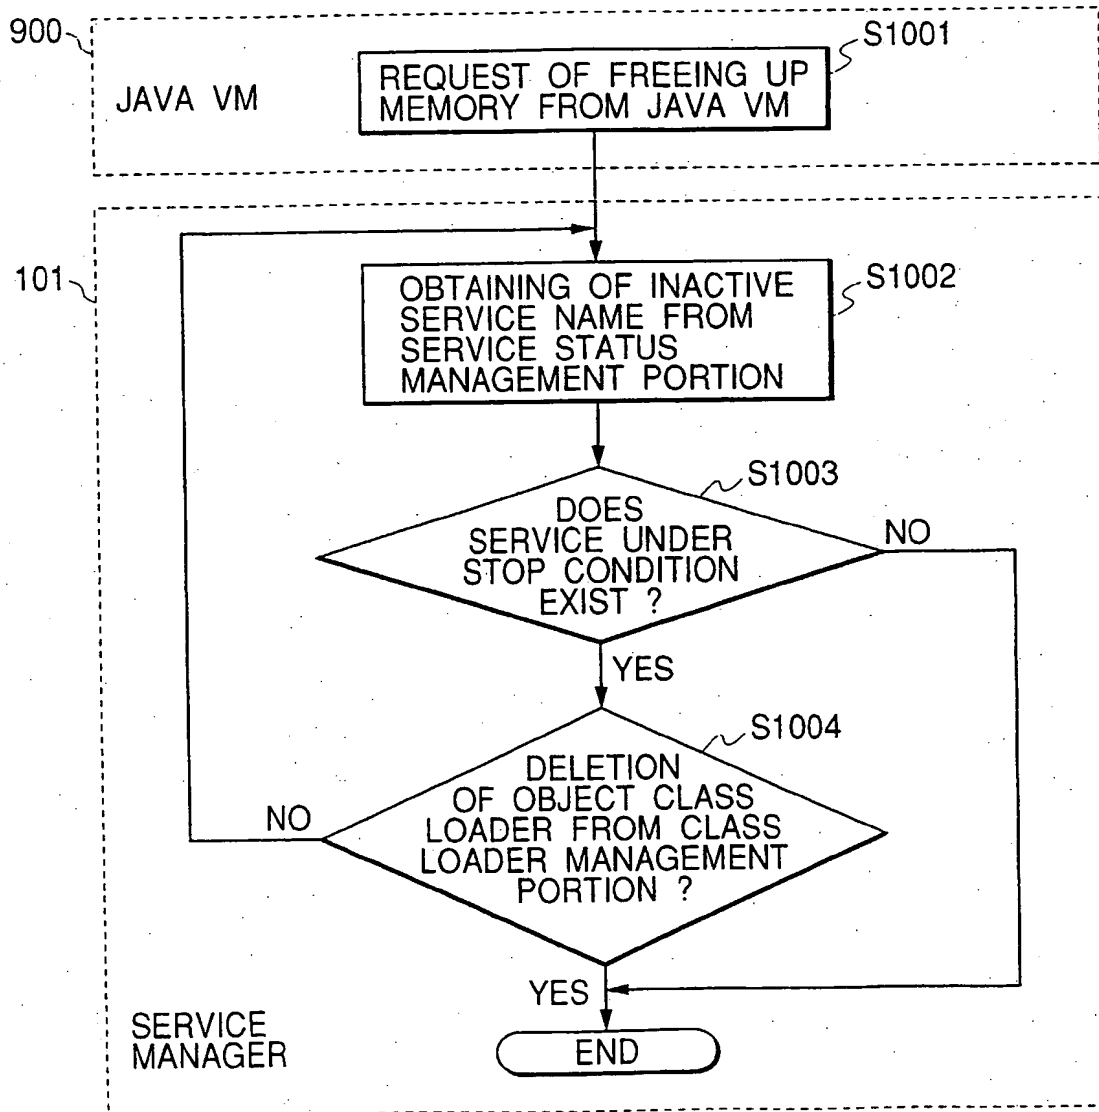 900
JAVA VM
S1001
REQUEST OF FREEING UP
MEMORY FROM JAVA VM
101
S1002
OBTAINING OF INACTIVE
SERVICE NAME FROM
SERVICE STATUS
MANAGEMENT PORTION
S1003
DOES
SERVICE UNDER
STOP CONDITION
EXIST ?
NO
YES
S1004
DELETION
OF OBJECT CLASS
LOADER FROM CLASS
LOADER MANAGEMENT
PORTION ?
NO
YES
END
SERVICE
MANAGER